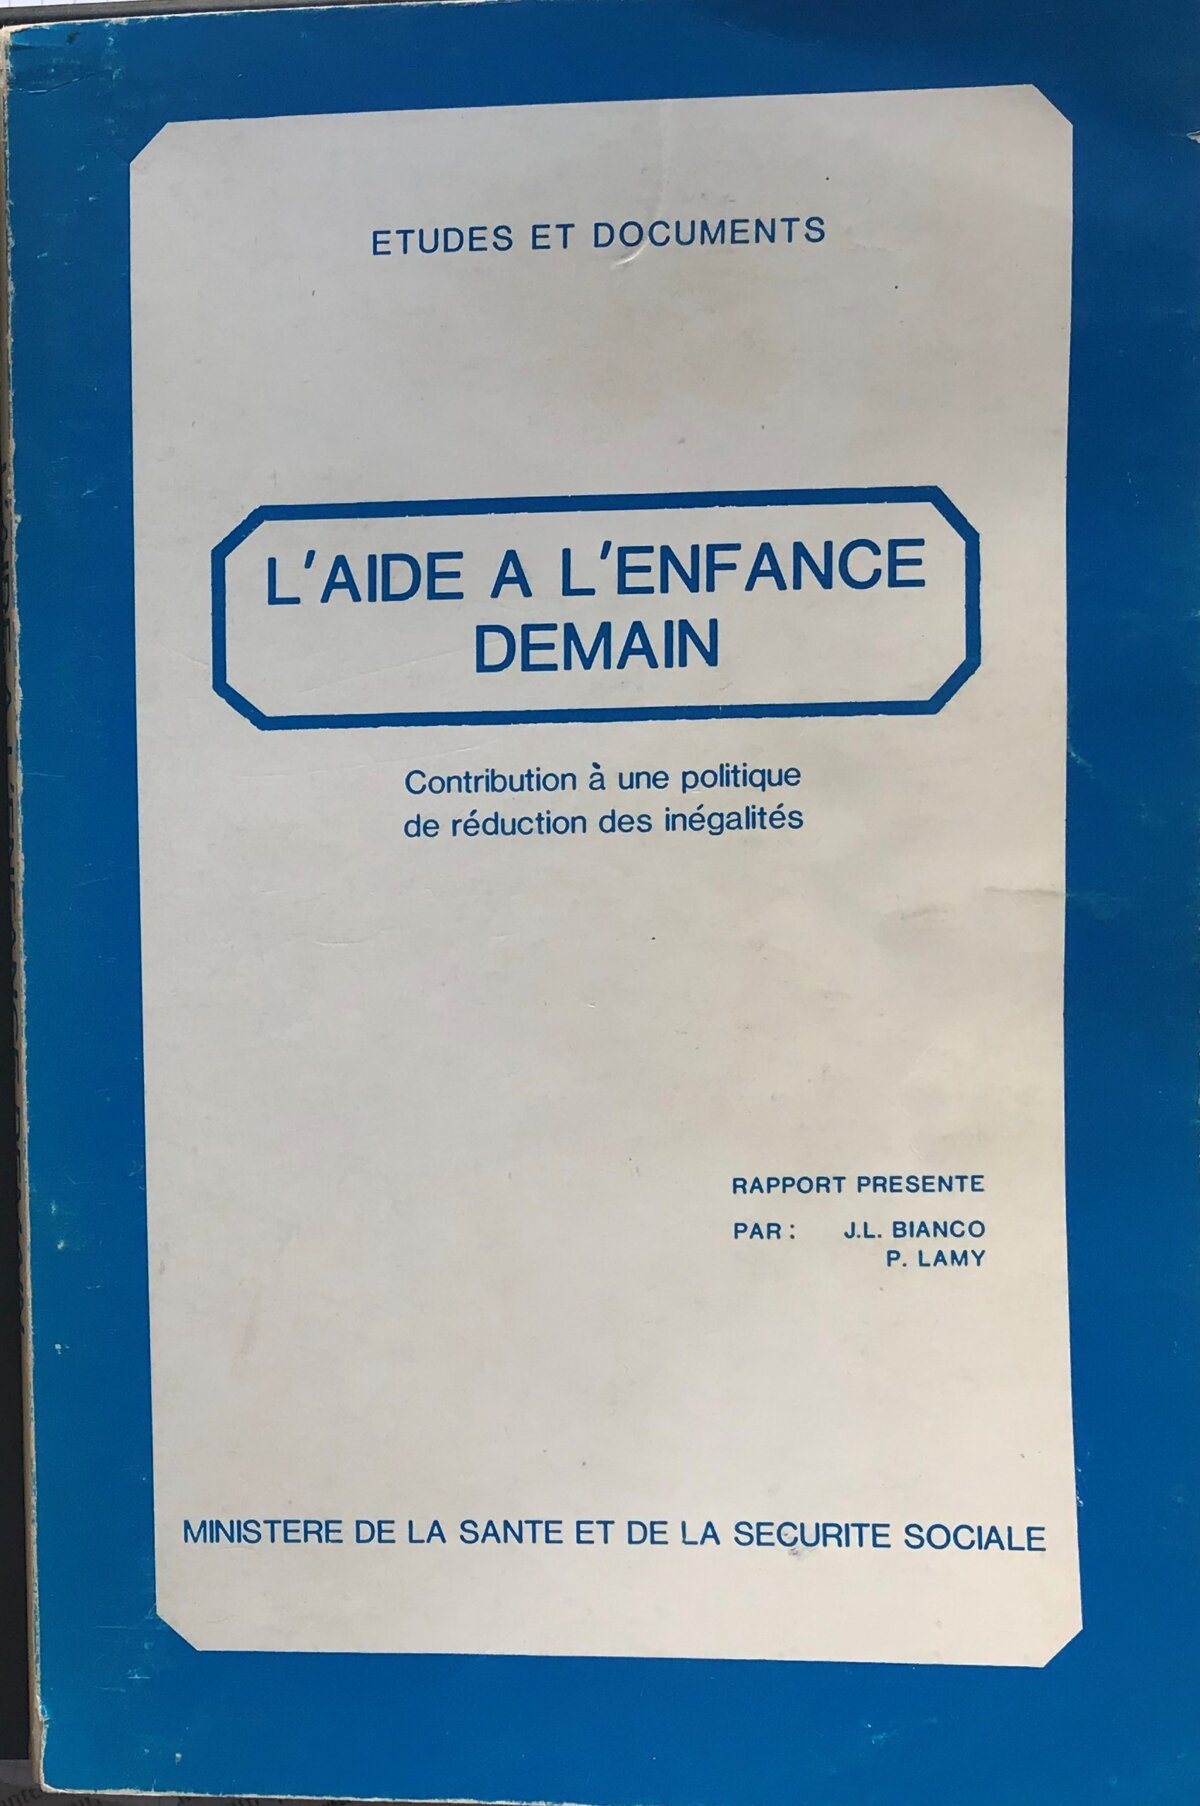 ETUDES ET DOCUMENTS
L'AIDE A L'ENFANCE
DEMAIN
Contribution à une politique
de réduction des inégalités
RAPPORT PRESENTE
PAR : J.L. BIANCO
P. LAMY
MINISTERE DE LA SANTE ET DE LA SECURITE SOCIALE